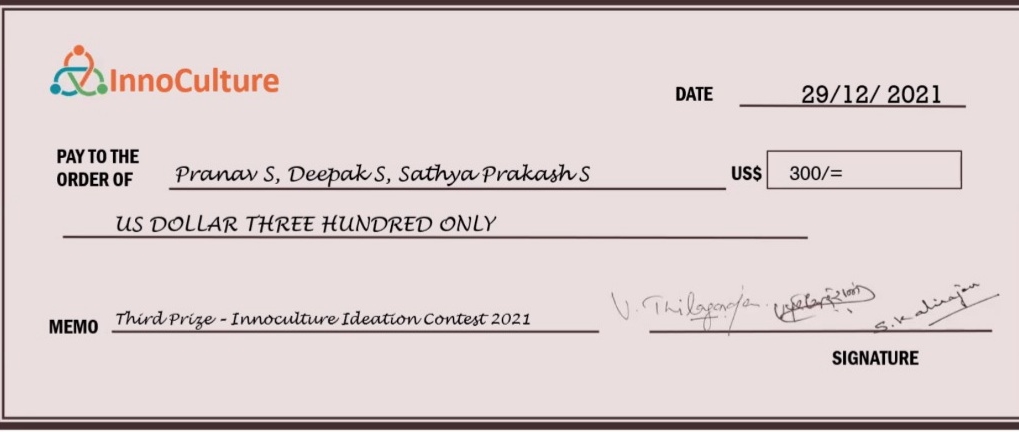 InnoCulture
DATE 29/12/ 2021
PAY TO THE
ORDER OF Pranav S, Deepak S, Sathya Prakash S US$ 300/=
US DOLLAR THREE HUNDRED ONLY
V. Thilagaraja S. Kalirajan
MEMO Third Prize - Innoculture Ideation Contest 2021
SIGNATURE